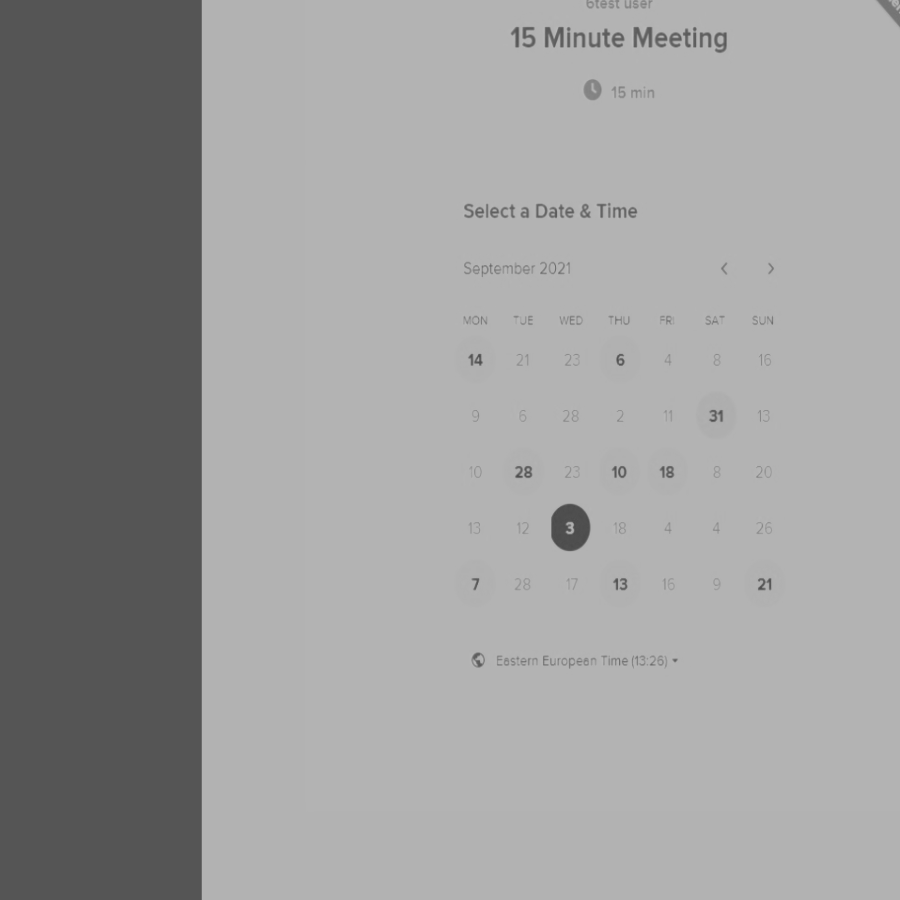 6test user
15 Minute Meeting
15 min
Select a Date & Time
September 2021
MON TUE WED THU FRI SAT SUN
14 21 23 6 4 8 16
9 6 28 2 11 31 13
10 28 23 10 18 8 20
13 12 3 18 4 4 26
7 28 17 13 16 9 21
Eastern European Time (13:26)